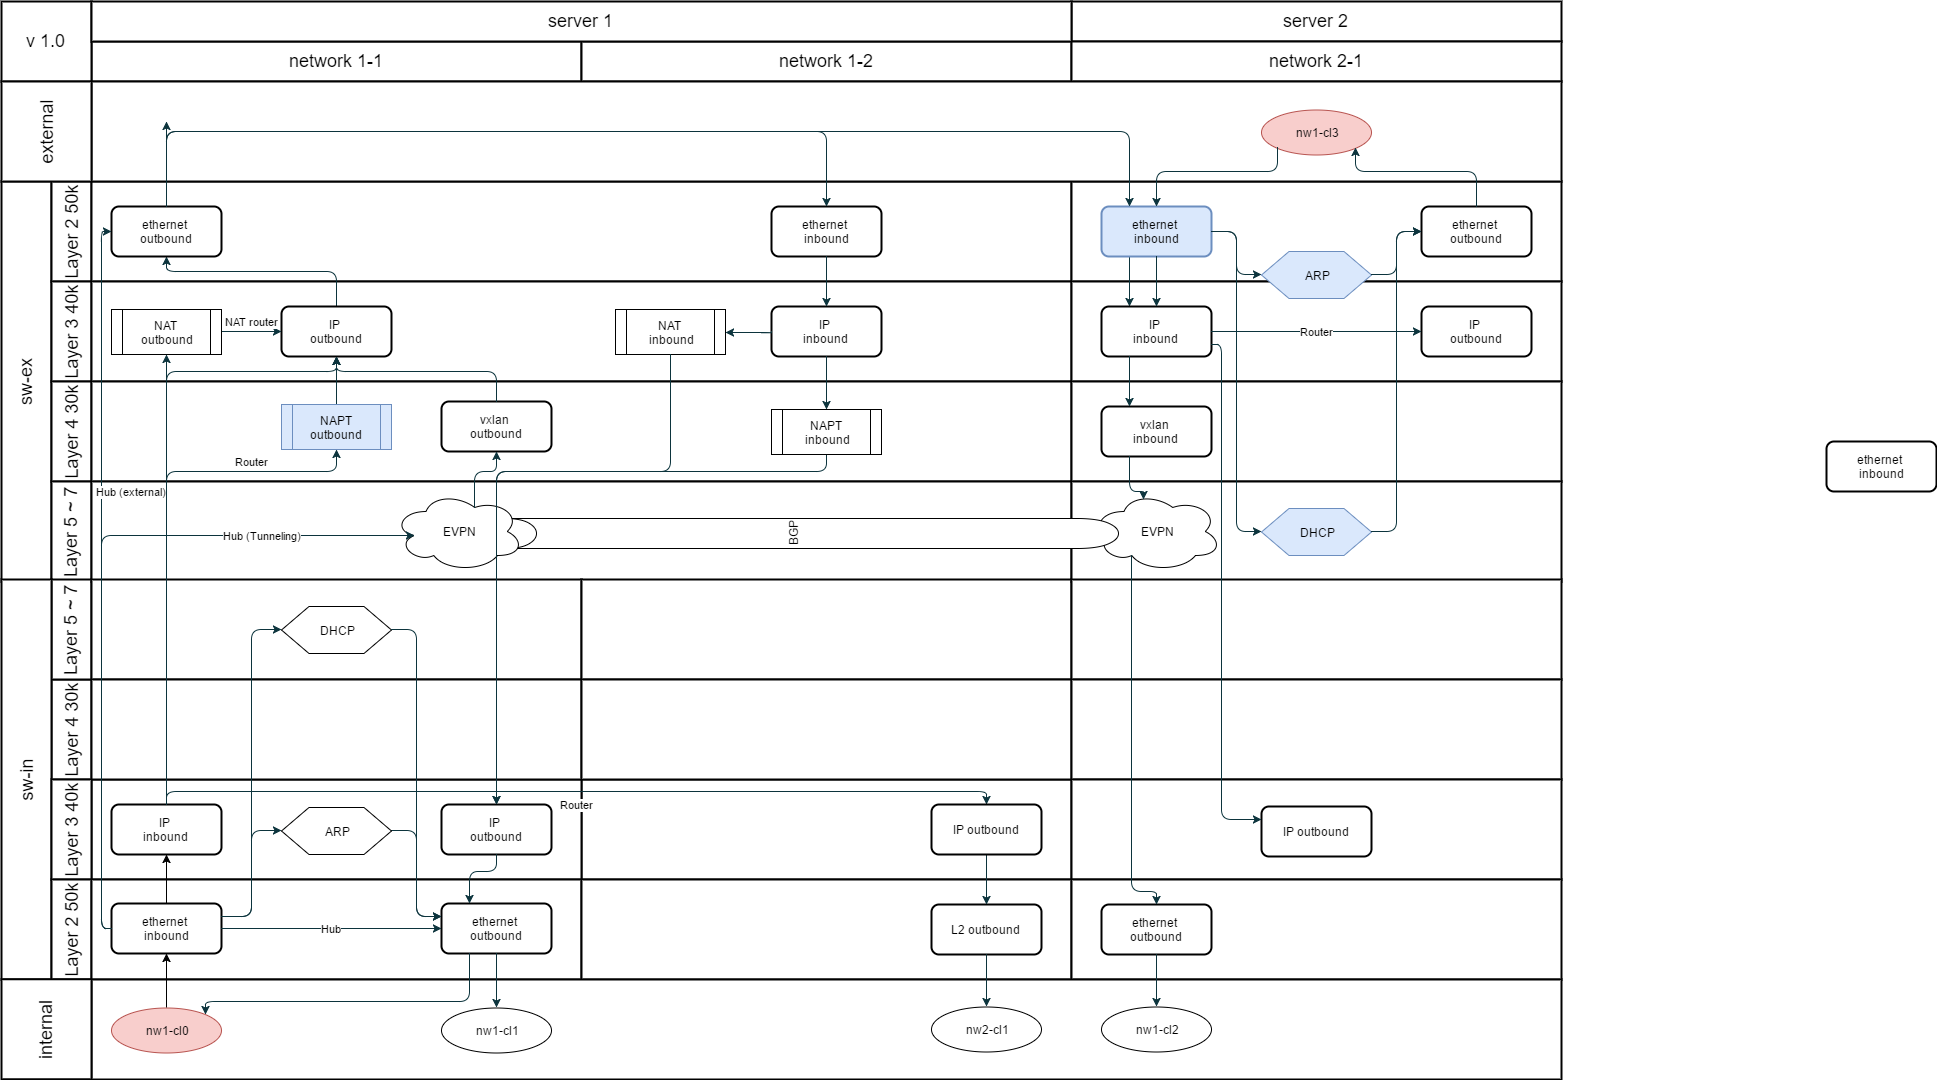 v 1.0
server 1
server 2
network 1-1
network 1-2
network 2-1
external
nw1-cl3
sw-ex
Layer 2 50k
ethernet
outbound
ethernet
inbound
ethernet
inbound
ARP
ethernet
outbound
Layer 3 40k
NAT
outbound
NAT router
IP
outbound
NAT
inbound
IP
inbound
IP
inbound
Router
IP
outbound
Layer 4 30k
NAPT
outbound
vxlan
outbound
NAPT
inbound
vxlan
inbound
Router
ethernet
inbound
Layer 5 ~ 7
Hub (external)
Hub (Tunneling)
EVPN
BGP
EVPN
DHCP
sw-in
Layer 5 ~ 7
DHCP
Layer 4 30k
Layer 3 40k
IP
inbound
ARP
IP
outbound
Router
IP outbound
IP outbound
Layer 2 50k
ethernet
inbound
Hub
ethernet
outbound
L2 outbound
ethernet
outbound
internal
nw1-cl0
nw1-cl1
nw2-cl1
nw1-cl2